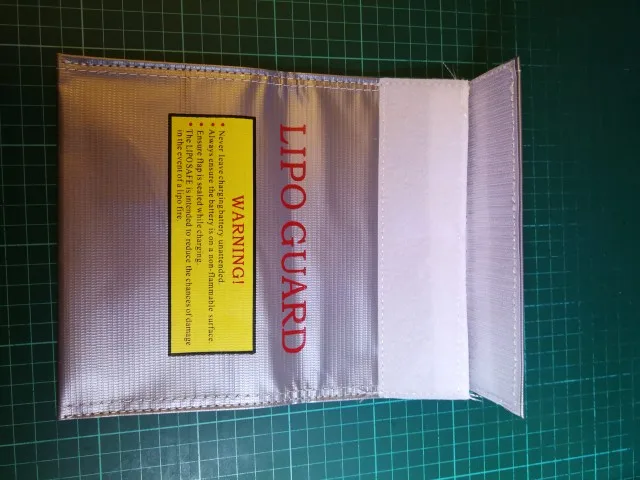 LIPO GUARD
WARNING!
• Never leave charging battery unattended.
• Always ensure the battery is on a non-flammable surface.
• Ensure flap is sealed while charging.
• The LIPO SAFE is intended to reduce the chances of damage
in the event of a lipo fire.